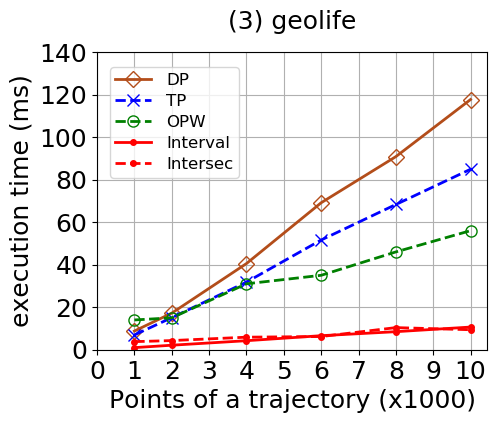 (3) geolife
140
120
100
80
60
40
20
0
execution time (ms)
DP
TP
OPW
Interval
Intersec
0 1 2 3 4 5 6 7 8 9 10
Points of a trajectory (x1000)